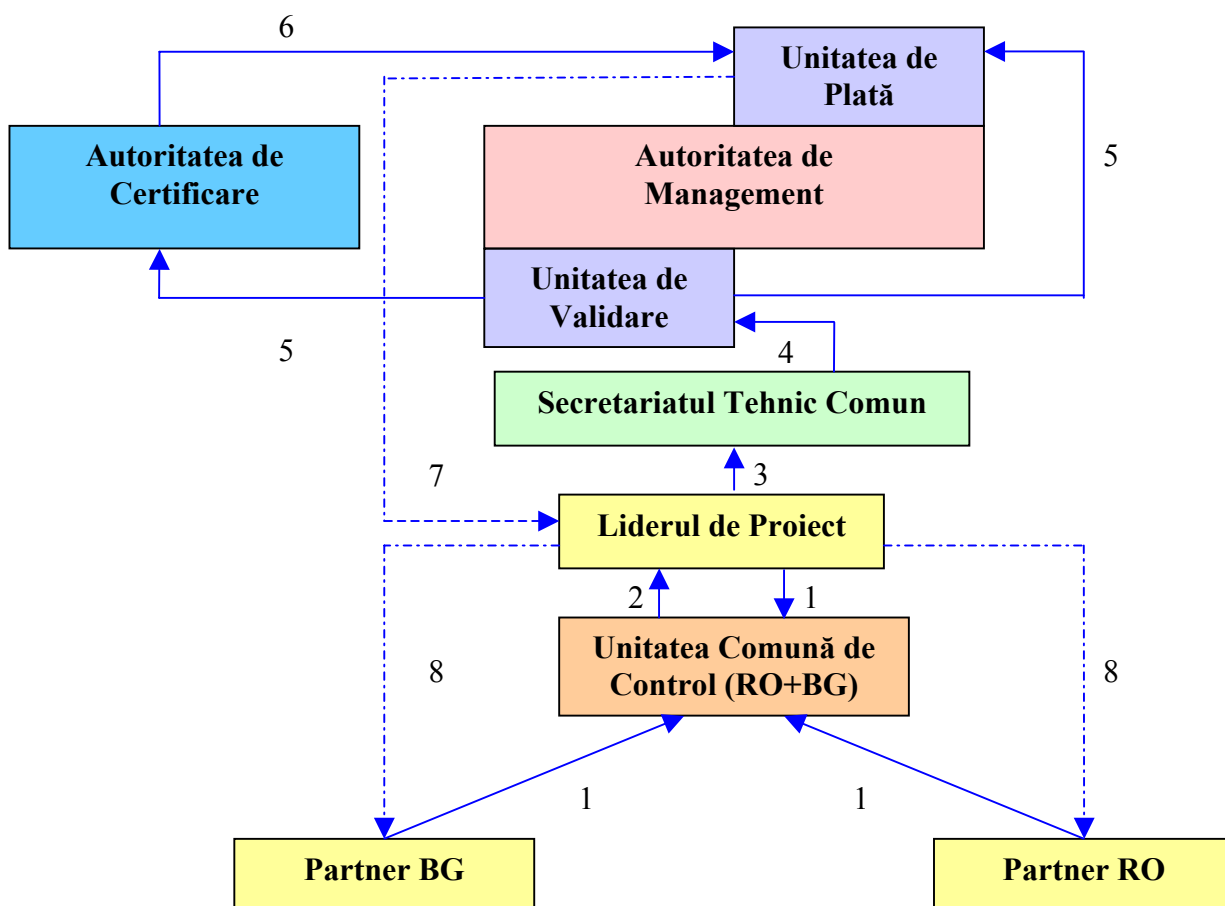 6
Unitatea de
Plată
Autoritatea de
Certificare
Autoritatea de
Management
5
Unitatea de
Validare
5
4
Secretariatul Tehnic Comun
7
3
Liderul de Proiect
2
1
Unitatea Comună de
Control (RO+BG)
8
8
1
1
Partner BG
Partner RO